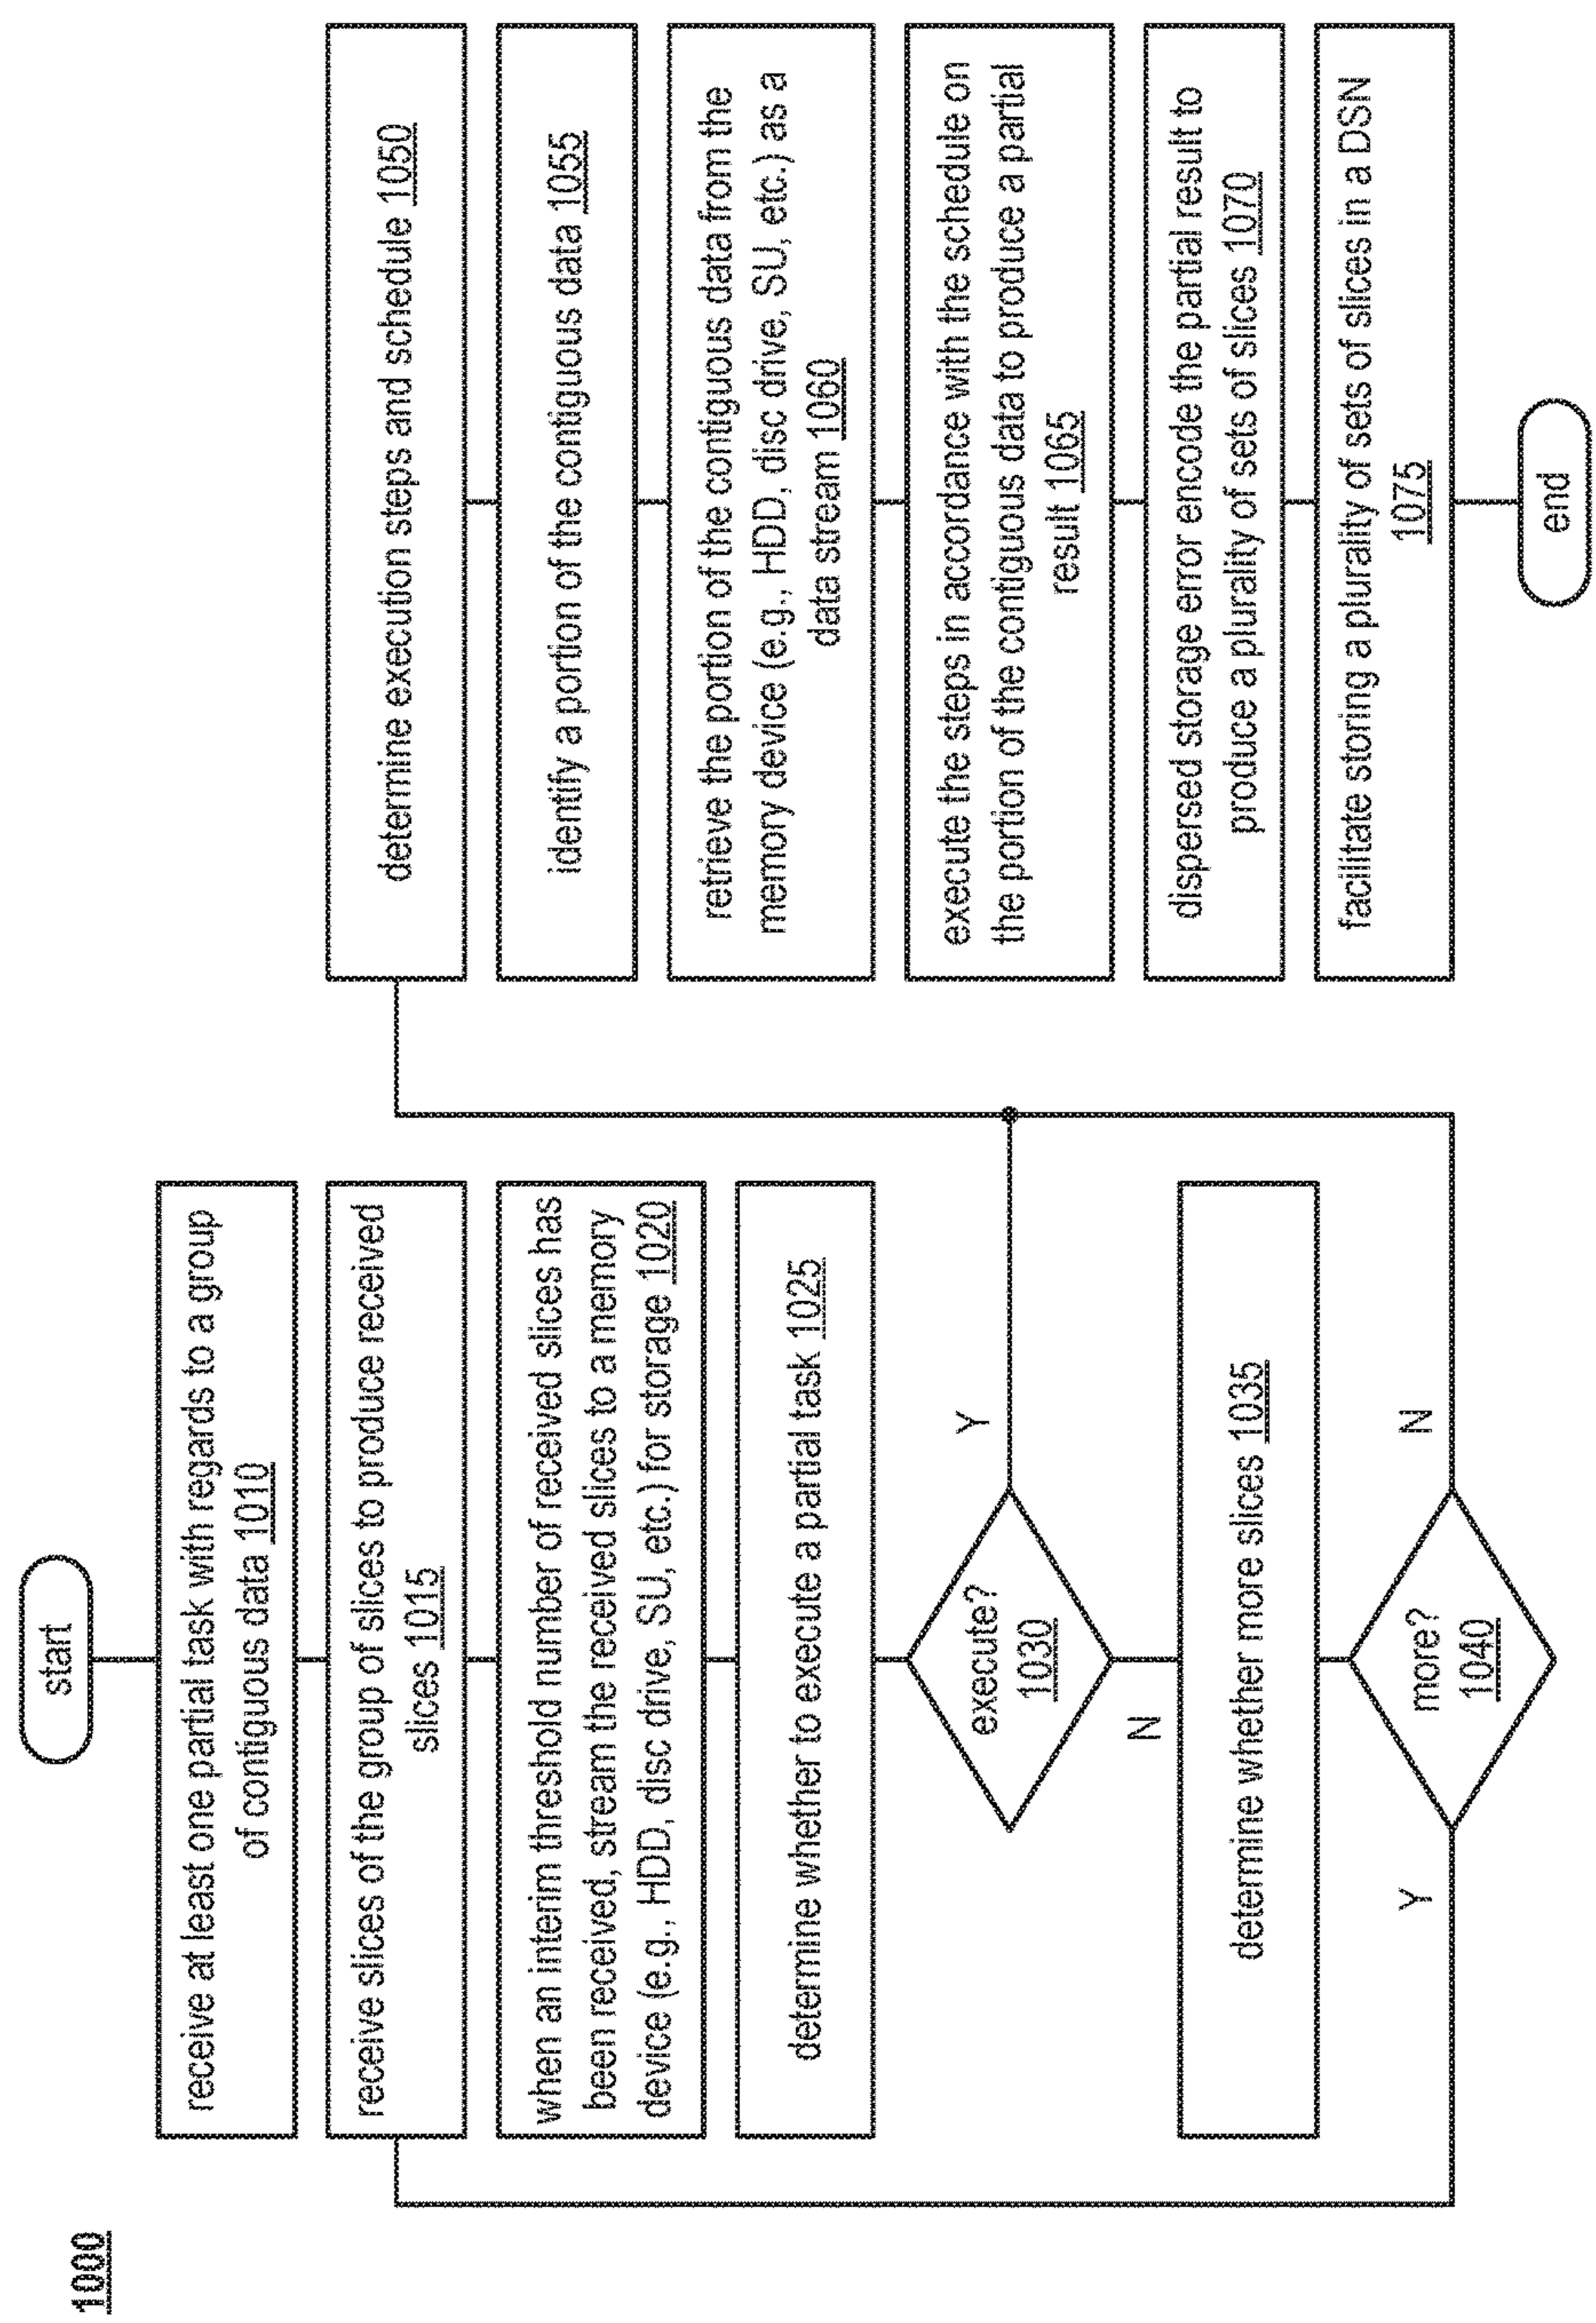 1000
start
receive at least one partial task with regards to a group
of contiguous data 1010
receive slices of the group of slices to produce received
slices 1015
when an interim threshold number of received slices has
been received, stream the received slices to a memory
device (e.g., HDD, disc drive, SU, etc.) for storage 1020
determine whether to execute a partial task 1025
execute?
1030
Y
N
determine whether more slices 1035
more?
1040
Y
N
determine execution steps and schedule 1050
identify a portion of the contiguous data 1055
retrieve the portion of the contiguous data from the
memory device (e.g., HDD, disc drive, SU, etc.) as a
data stream 1060
execute the steps in accordance with the schedule on
the portion of the contiguous data to produce a partial
result 1065
dispersed storage error encode the partial result to
produce a plurality of sets of slices 1070
facilitate storing a plurality of sets of slices in a DSN
1075
end